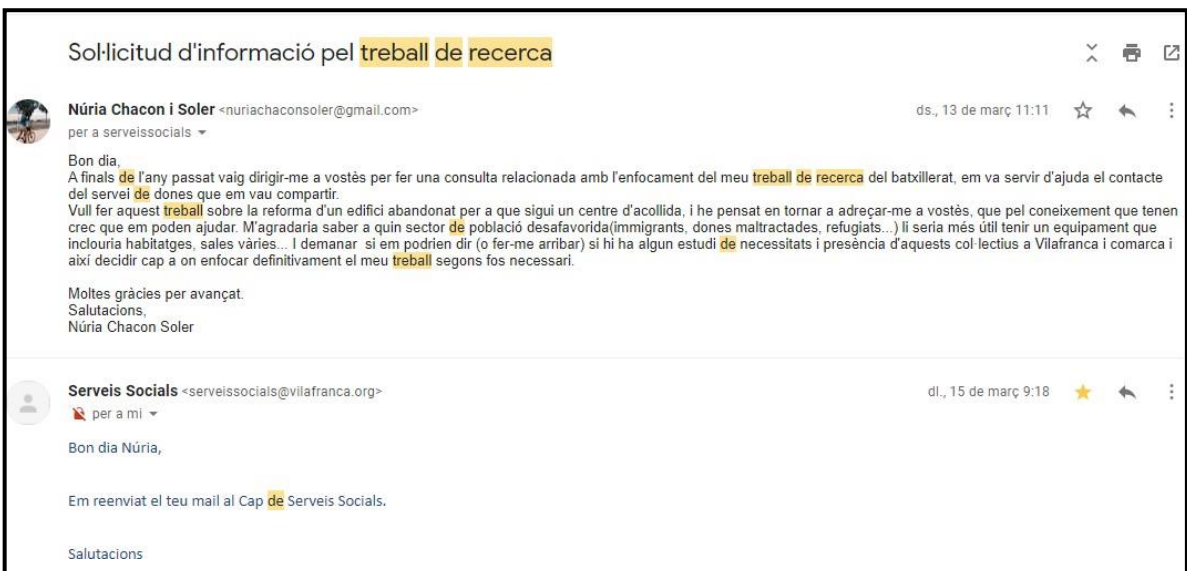 Sol·licitud d'informació pel treball de recerca
Núria Chacon i Soler <nuriachaconsoler@gmail.com>
ds., 13 de març 11:11
per a serveissocials
Bon dia,
A finals de l'any passat vaig dirigir-me a vostès per fer una consulta relacionada amb l'enfocament del meu treball de recerca del batxillerat, em va servir d'ajuda el contacte
del servei de dones que em vau compartir.
Vull fer aquest treball sobre la reforma d'un edifici abandonat per a que sigui un centre d'acollida, i he pensat en tornar a adreçar-me a vostès, que pel coneixement que tenen
crec que em poden ajudar. M'agradaria saber a quin sector de població desafavorida(immigrants, dones maltractades, refugiats...) li seria més útil tenir un equipament que
inclouria habitatges, sales vàries... I demanar si em podrien dir (o fer-me arribar) si hi ha algun estudi de necessitats i presència d'aquests col·lectius a Vilafranca i comarca i
així decidir cap a on enfocar definitivament el meu treball segons fos necessari.
Moltes gràcies per avançat.
Salutacions,
Núria Chacon Soler
Serveis Socials <serveissocials@vilafranca.org>
dl., 15 de març 9:18
per a mi
Bon dia Núria,
Em reenviat el teu mail al Cap de Serveis Socials.
Salutacions